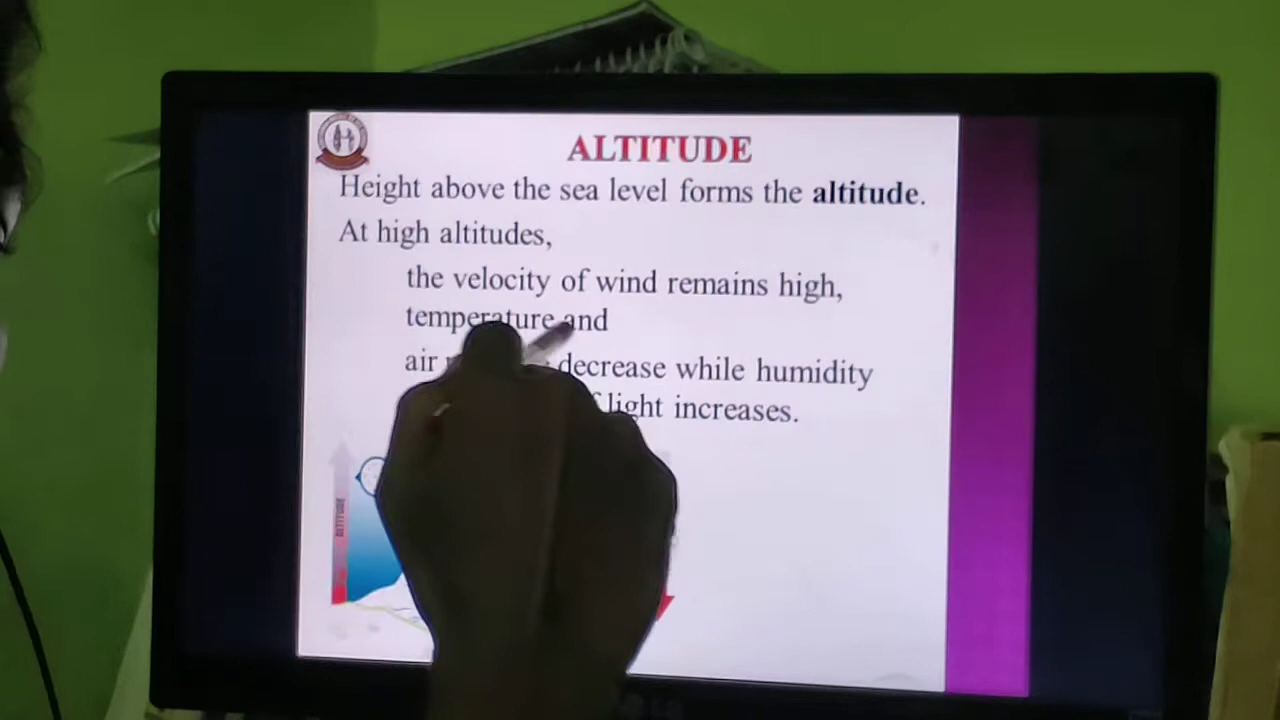 ALTITUDE
Height above the sea level forms the altitude.
At high altitudes,
the velocity of wind remains high,
temperature and
air decrease while humidity
light increases.
ALTITUDE